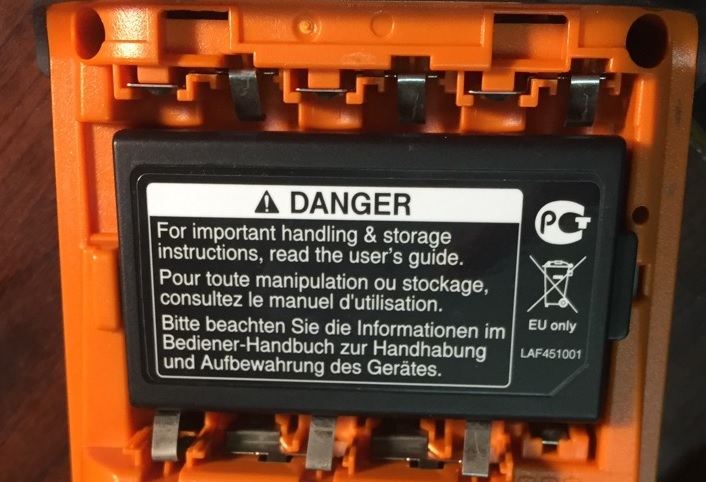 DANGER
For important handling & storage
instructions, read the user's guide.
Pour toute manipulation ou stockage,
consultez le manuel d'utilisation.
Bitte beachten Sie die Informationen im
Bediener-Handbuch zur Handhabung
und Aufbewahrung des Gerätes.
EU only
LAF451001